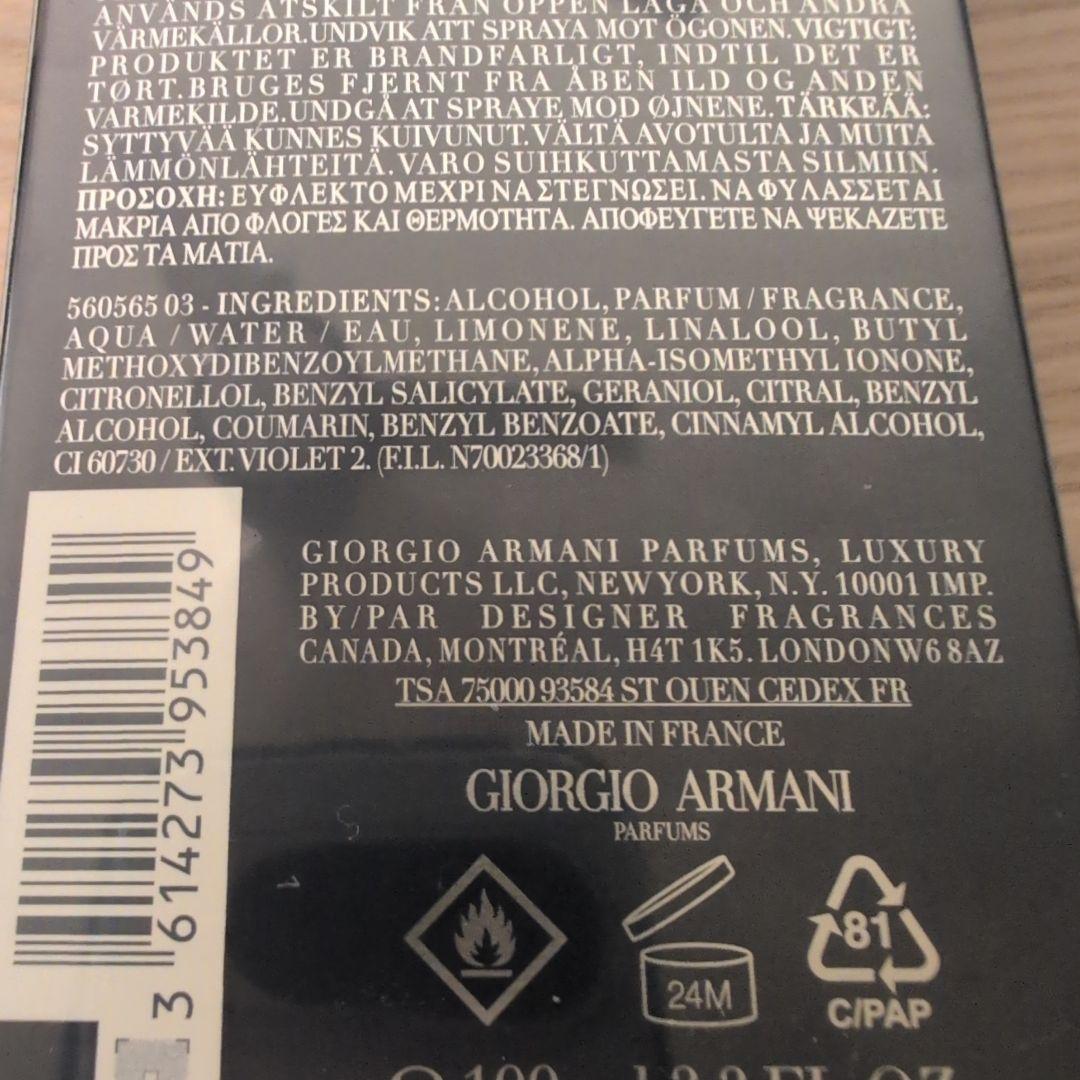 ANVÄNDS ÅTSKILT FRÅN ÖPPEN LÅGA OCH ANDRA
VÄRMEKÄLLOR. UNDVIK ATT SPRAYA MOT ÖGONEN. VIGTIGT:
PRODUKTET ER BRANDFARLIGT, INDTIL DET ER
TØRT. BRUGES FJERNT FRA ÅBEN ILD OG ANDEN
VARMEKILDE. UNDGÅ AT SPRAYE MOD ØJNENE. TÄRKEÄÄ:
SYTTYVÄÄ KUNNES KUIVUNUT. VÄLTÄ AVOTULTA JA MUITA
LÄMMÖNLÄHTEITÄ. VARO SUIHKUTTAMASTA SILMIIN.
ΠΡΟΣΟΧΗ: ΕΥΦΛΕΚΤΟ ΜΕΧΡΙ ΝΑ ΣΤΕΓΝΩΣΕΙ. ΝΑ ΦΥΛΑΣΣΕΤΑΙ
ΜΑΚΡΙΑ ΑΠΟ ΦΛΟΓΕΣ ΚΑΙ ΘΕΡΜΟΤΗΤΑ. ΑΠΟΦΕΥΓΕΤΕ ΝΑ ΨΕΚΑΖΕΤΕ
ΠΡΟΣ ΤΑ ΜΑΤΙΑ.
560565 03 - INGREDIENTS: ALCOHOL, PARFUM / FRAGRANCE,
AQUA / WATER / EAU, LIMONENE, LINALOOL, BUTYL
METHOXYDIBENZOYLMETHANE, ALPHA-ISOMETHYL IONONE,
CITRONELLOL, BENZYL SALICYLATE, GERANIOL, CITRAL, BENZYL
ALCOHOL, COUMARIN, BENZYL BENZOATE, CINNAMYL ALCOHOL,
CI 60730 / EXT. VIOLET 2. (F.I.L. N70023368/1)
GIORGIO ARMANI PARFUMS, LUXURY
PRODUCTS LLC, NEW YORK, N.Y. 10001 IMP.
BY/PAR DESIGNER FRAGRANCES
CANADA, MONTRÉAL, H4T 1K5. LONDON W6 8AZ
TSA 75000 93584 ST OUEN CEDEX FR
MADE IN FRANCE
GIORGIO ARMANI
PARFUMS
3 614273 953849
24M
81
C/PAP